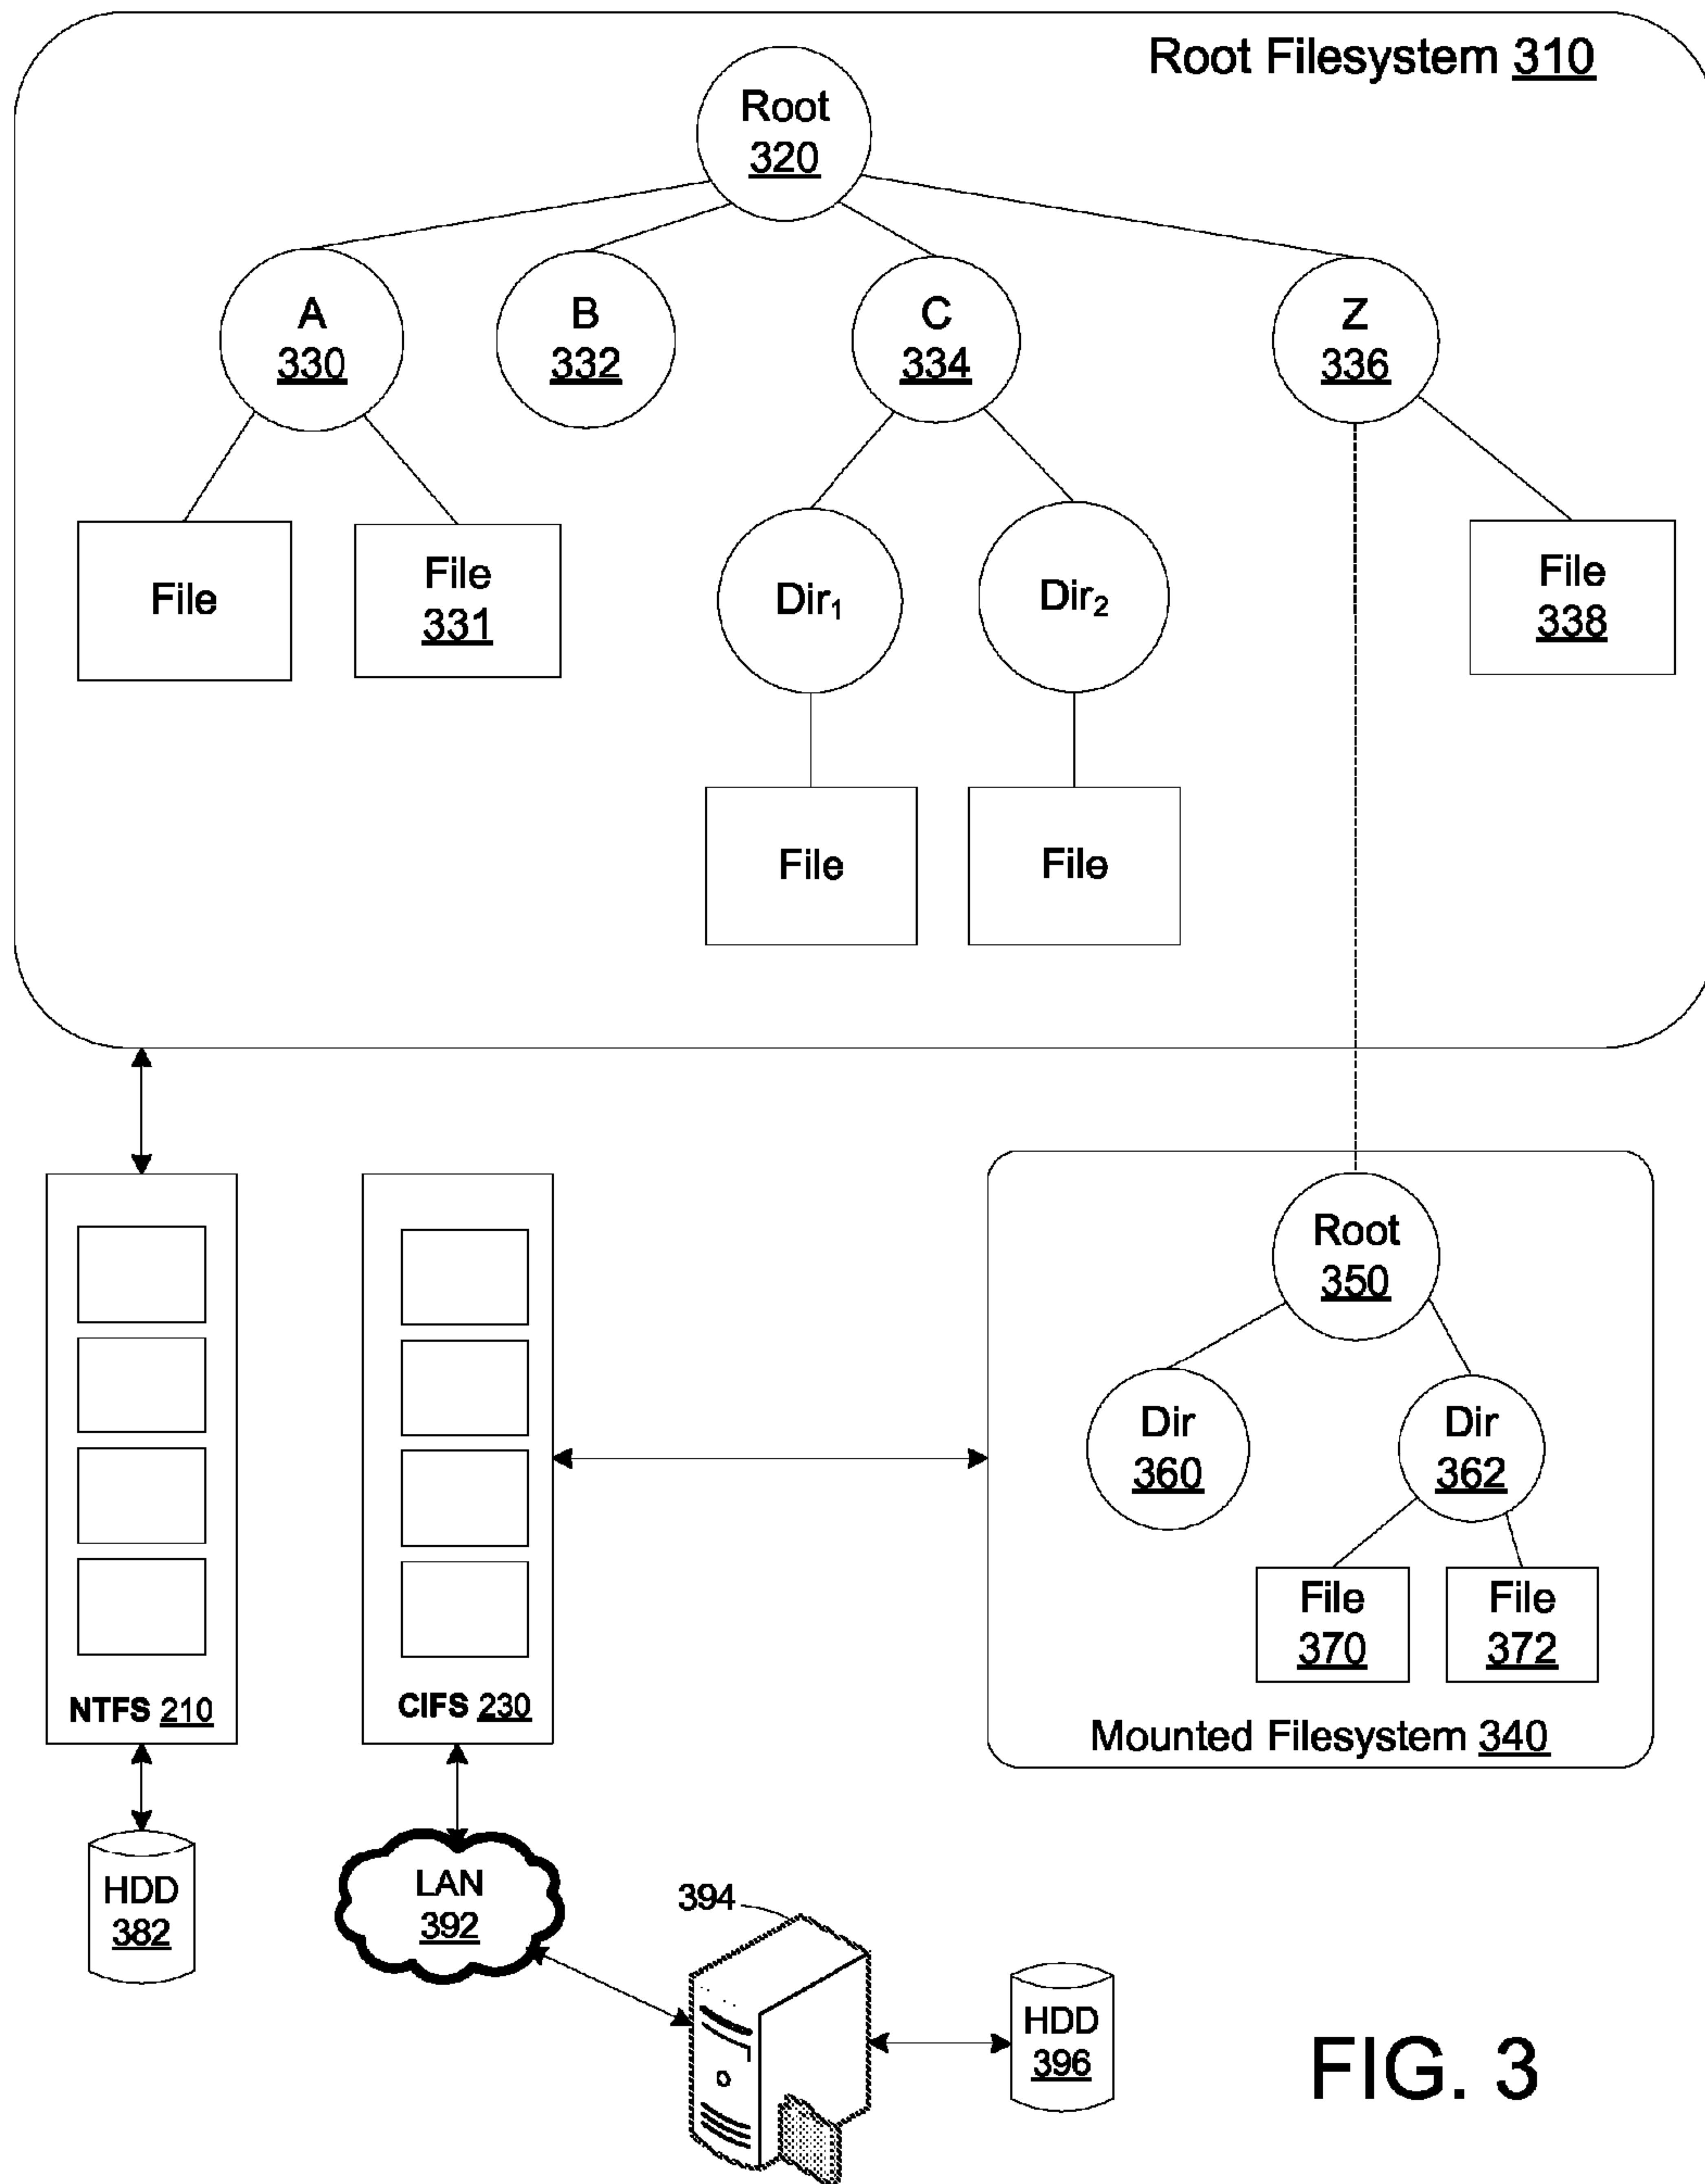 Root Filesystem 310
Root
320
A
330
B
332
C
334
Z
336
File
File
331
Dir₁
Dir₂
File
338
File
File
Root
350
Dir
360
Dir
362
File
370
File
372
Mounted Filesystem 340
NTFS 210
CIFS 230
HDD
382
LAN
392
394
HDD
396
FIG. 3